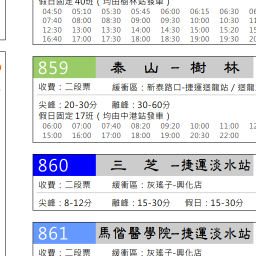 假日固定40班(均由樹林站發車)
04:50 05:10 05:30 05:45 06:00 06:15 06:30
07:40 08:00 08:30 09:00 09:30 10:00 10:30 11
12:30 13:00 13:30 14:00 14:30 15:00 15:30 16
16:40 17:00 17:30 18:00 18:30 19:00 19:30 20
859 泰山－樹林
收費：二段票 緩衝區：新泰路口-捷運迴龍站/迴龍
尖峰：20-30分 離峰：30-60分
假日固定17班(均由中港站發車)
06:00 07:00 07:40 08:20 09:20 10:00 11:00 12
15:00 16:00 17:00 18:00 19:00 20:30 22:00
860 三芝－捷運淡水站
收費：二段票 緩衝區：灰瑤子-興化店
尖峰：8-12分 離峰：15-30分 假日：15-30分
861 馬偕醫學院－捷運淡水站
收費：二段票 緩衝區：灰瑤子-興化店